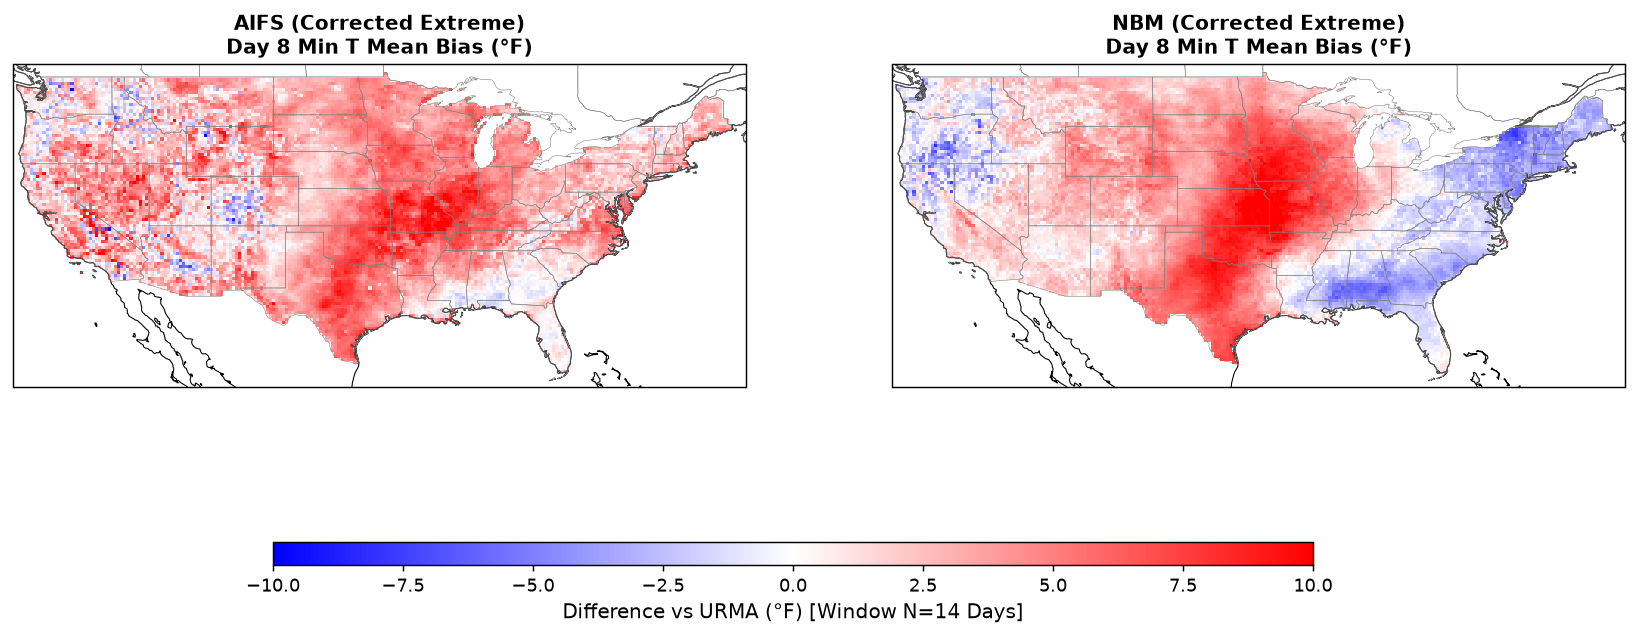 AIFS (Corrected Extreme)
Day 8 Min T Mean Bias (°F)
NBM (Corrected Extreme)
Day 8 Min T Mean Bias (°F)
−10.0 −7.5 −5.0 −2.5 0.0 2.5 5.0 7.5 10.0
Difference vs URMA (°F) [Window N=14 Days]